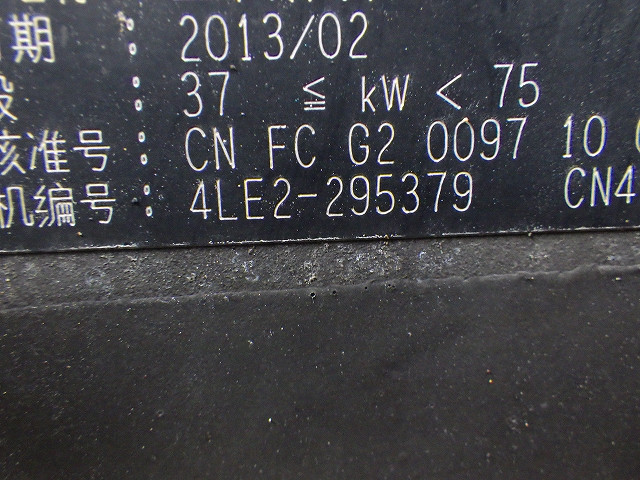 期 : 2013/02
段 : 37 ≦ kW < 75
核准号 : CN FC G2 0097 10
机编号 : 4LE2-295379 CN4